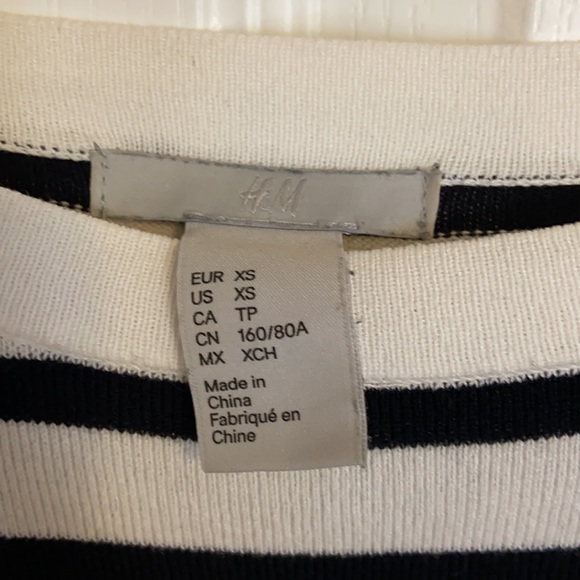 H&M
EUR XS
US XS
CA TP
CN 160/80A
MX XCH
Made in
China
Fabriqué en
Chine